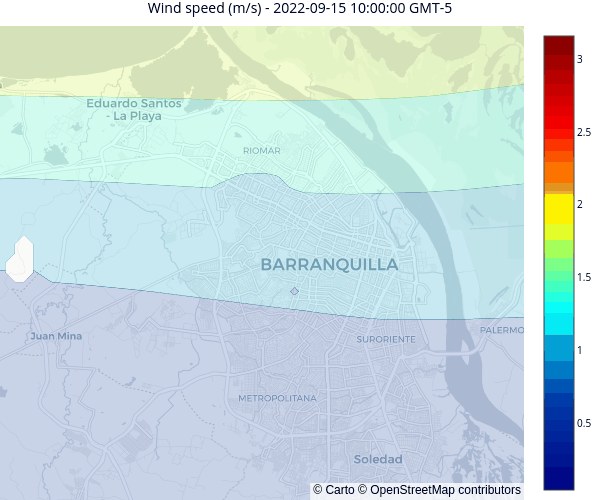 Wind speed (m/s) - 2022-09-15 10:00:00 GMT-5
3
2.5
2
1.5
1
0.5
Eduardo Santos
- La Playa
RIOMAR
BARRANQUILLA
Juan Mina
SURORIENTE
PALERMO
METROPOLITANA
Soledad
© Carto © OpenStreetMap contributors